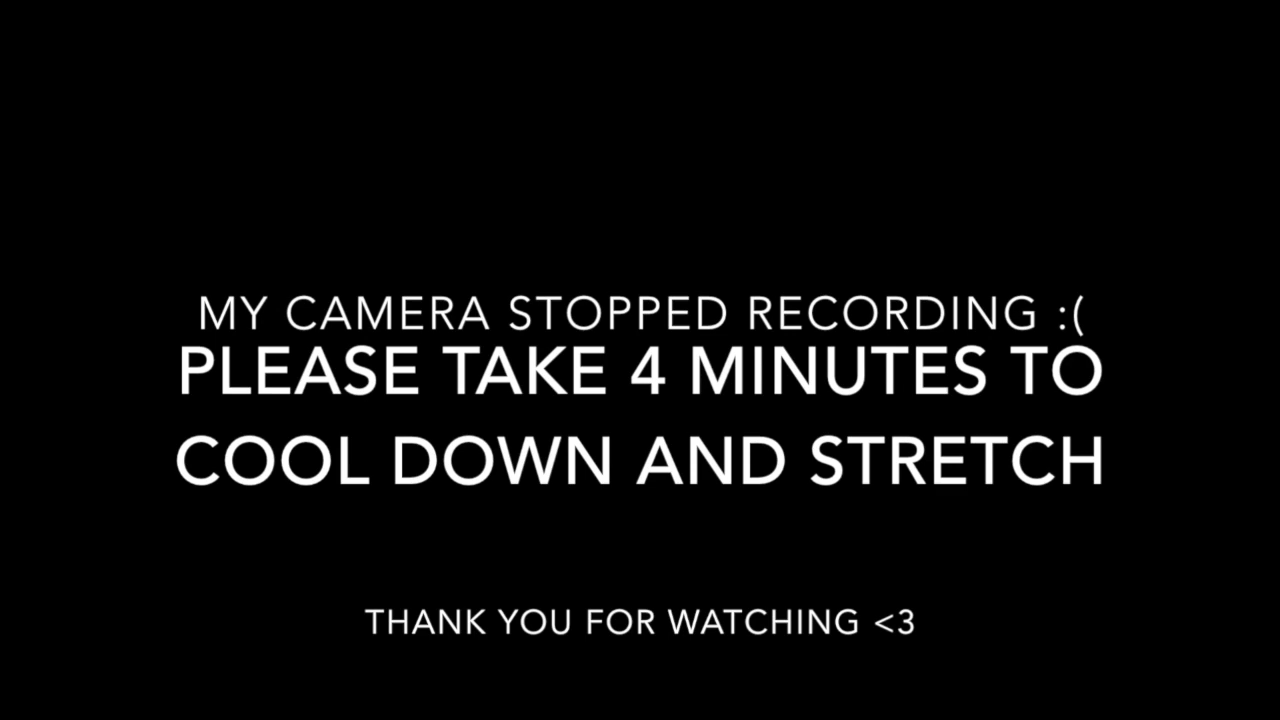 MY CAMERA STOPPED RECORDING :(
PLEASE TAKE 4 MINUTES TO
COOL DOWN AND STRETCH
THANK YOU FOR WATCHING <3